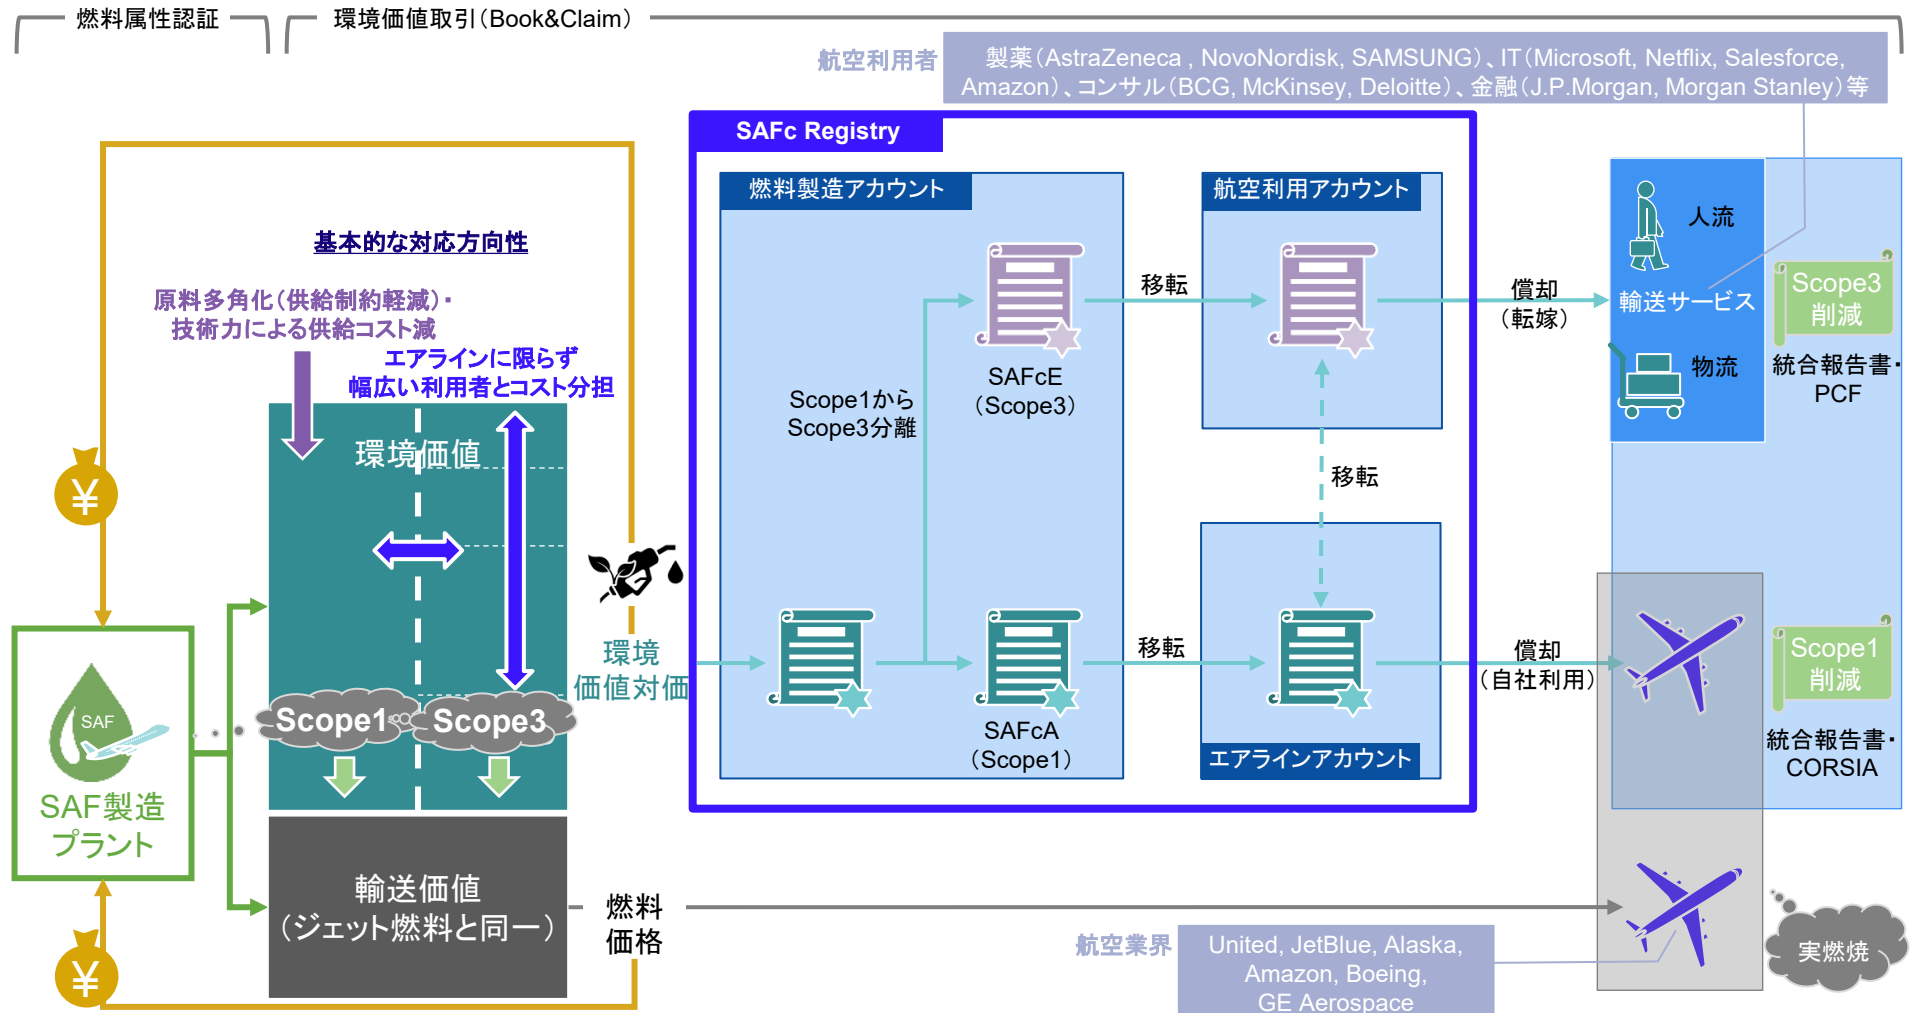 燃料属性認証
環境価値取引（Book&Claim）
航空利用者
製薬（AstraZeneca , NovoNordisk, SAMSUNG）、IT（Microsoft, Netflix, Salesforce,
Amazon）、コンサル（BCG, McKinsey, Deloitte）、金融（J.P.Morgan, Morgan Stanley）等
SAFc Registry
燃料製造アカウント
航空利用アカウント
基本的な対応方向性
原料多角化（供給制約軽減）・
技術力による供給コスト減
エアラインに限らず
幅広い利用者とコスト分担
環境価値
¥
Scope1から
Scope3分離
SAFcE
（Scope3）
移転
償却
（転嫁）
人流
輸送サービス
物流
Scope3
削減
統合報告書・
PCF
移転
環境
価値対価
Scope1
Scope3
SAF
SAF製造
プラント
SAFcA
（Scope1）
移転
エアラインアカウント
償却
（自社利用）
Scope1
削減
統合報告書・
CORSIA
輸送価値
（ジェット燃料と同一）
燃料
価格
¥
航空業界
United, JetBlue, Alaska,
Amazon, Boeing,
GE Aerospace
実燃焼